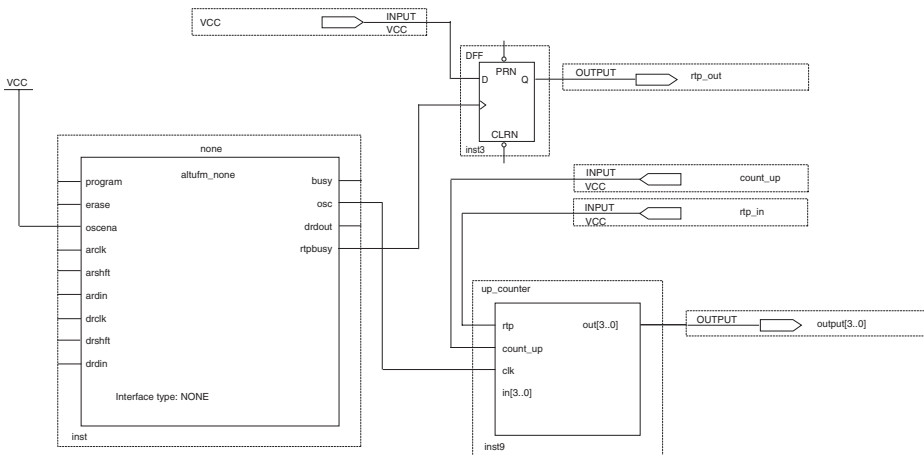 VCC
INPUT
VCC
DFF
PRN
D
Q
CLRN
inst3
OUTPUT
rtp_out
VCC
none
altufm_none
program
erase
oscena
arclk
arshft
ardin
drclk
drshft
drdin
busy
osc
drdout
rtpbusy
Interface type: NONE
inst
INPUT
VCC
count_up
INPUT
VCC
rtp_in
up_counter
rtp
count_up
clk
in[3..0]
out[3..0]
inst9
OUTPUT
output[3..0]